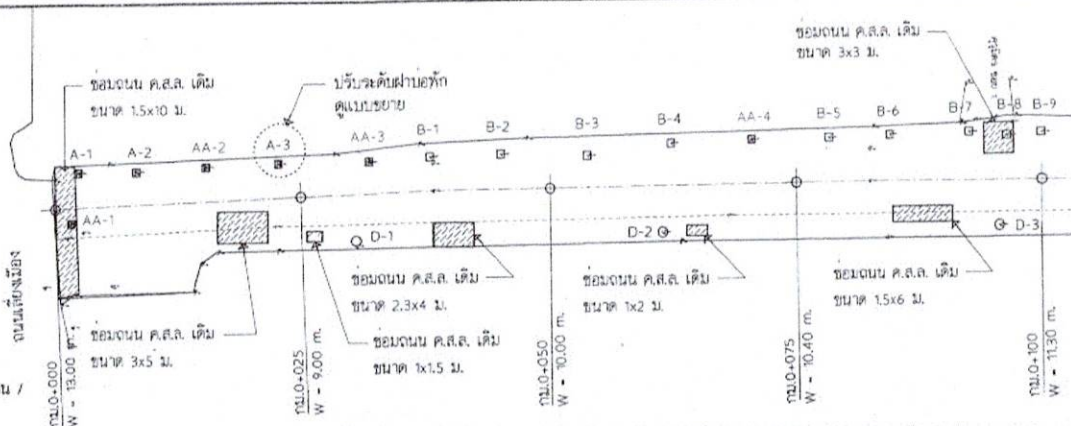 ซ่อมถนน ค.ส.ล. เดิม
ขนาด 3x3 ม.
ซ่อมถนน ค.ส.ล. เดิม
ขนาด 1.5x10 ม.
ปรับระดับฝาบ่อพัก
ดูแบบขยาย
A-1
A-2
AA-2
A-3
AA-3
B-1
B-2
B-3
B-4
AA-4
B-5
B-6
B-7
B-8
B-9
AA-1
D-1
D-2
D-3
ถนนเลี่ยงเมือง
ซ่อมถนน ค.ส.ล. เดิม
ขนาด 3x5 ม.
ซ่อมถนน ค.ส.ล. เดิม
ขนาด 1x1.5 ม.
ซ่อมถนน ค.ส.ล. เดิม
ขนาด 2.3x4 ม.
ซ่อมถนน ค.ส.ล. เดิม
ขนาด 1x2 ม.
ซ่อมถนน ค.ส.ล. เดิม
ขนาด 1.5x6 ม.
กม.0+000
W - 13.00 m.
กม.0+025
W - 9.00 m.
กม.0+050
W - 10.00 m.
กม.0+075
W - 10.40 m.
กม.0+100
W - 11.30 m.
น /